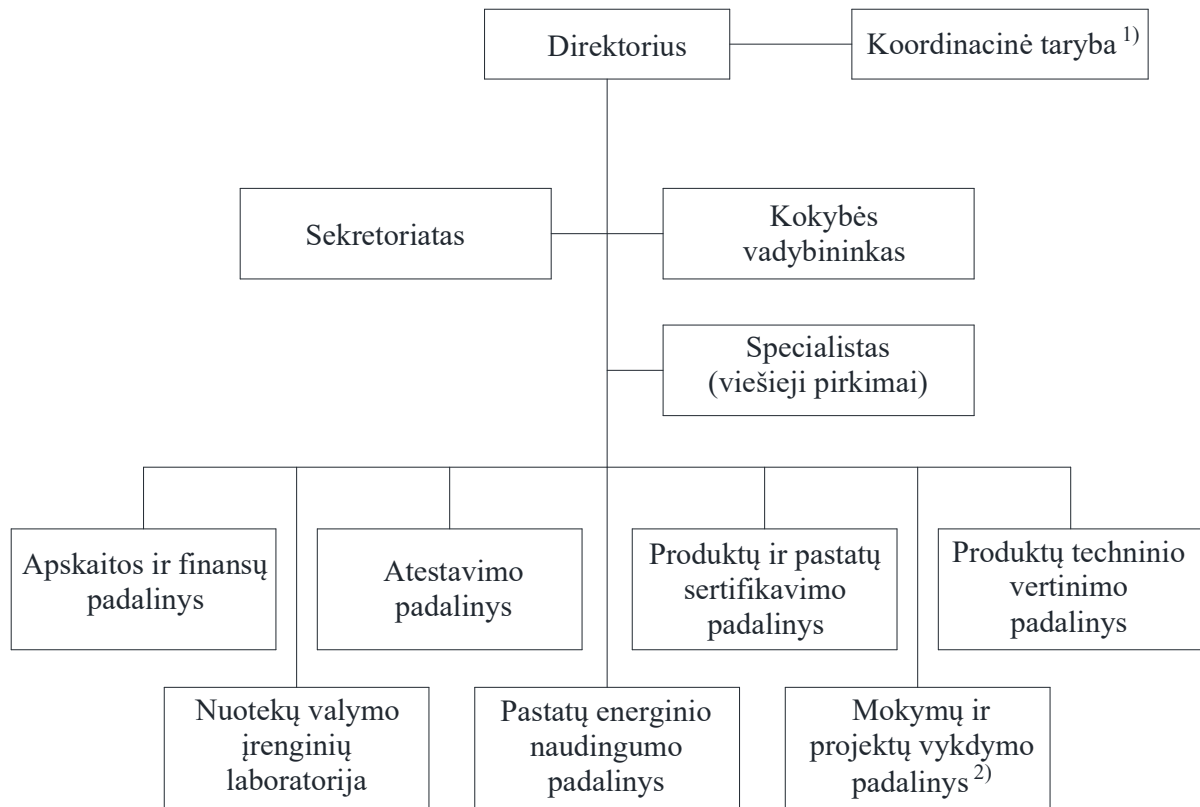 Direktorius
Koordinacinė taryba 1)
Sekretoriatas
Kokybės
vadybininkas
Specialistas
(viešieji pirkimai)
Apskaitos ir finansų
padalinys
Atestavimo
padalinys
Produktų ir pastatų
sertifikavimo
padalinys
Produktų techninio
vertinimo
padalinys
Nuotekų valymo
įrenginių
laboratorija
Pastatų energinio
naudingumo
padalinys
Mokymų ir
projektų vykdymo
padalinys 2)